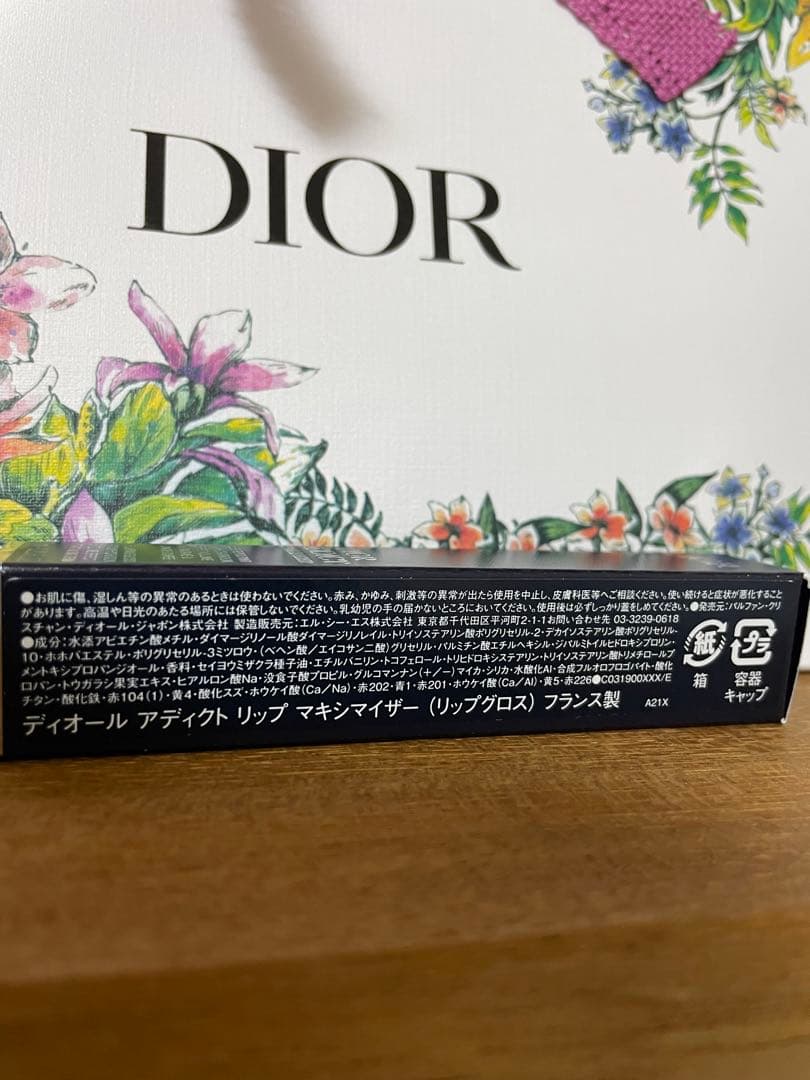 DIOR
●お肌に傷、湿しん等の異常のあるときは使わないでください。赤み、かゆみ、刺激等の異常が出たら使用を中止し、皮膚科医等へご相談ください。使い続けると症状が悪化することが
あります。高温や日光のあたる場所には保管しないでください。乳幼児の手の届かないところにおいてください。使用後は必ずしっかり蓋をしめてください。●発売元:パルファン・クリ
スチャン・ディオール・ジャポン株式会社 製造販売元:エル・シー・エス株式会社 東京都千代田区平河町2-1-1お問い合わせ先 03-3239-0618
●成分:水添アビエチン酸メチル・ダイマージリノール酸ダイマージリノレイル・トリイソステアリン酸ポリグリセリル-2・デカイソステアリン酸ポリグリセリル-
10・ホホバエステル・ポリグリセリル-3ミツロウ・(ベヘン酸/エイコサン二酸)グリセリル・パルミチン酸エチルヘキシル・ジパルミトイルヒドロキシプロリン・
メントキシプロパンジオール・香料・セイヨウミザクラ種子油・エチルバニリン・トコフェロール・トリヒドロキシステアリン・トリイソステアリン酸トリメチロールプ
ロパン・トウガラシ果実エキス・ヒアルロン酸Na・没食子酸プロピル・グルコマンナン(+/ー)マイカ・シリカ・水酸化Al・合成フルオロフロゴパイト・酸化
チタン・酸化鉄・赤104(1)・黄4・酸化スズ・ホウケイ酸(Ca/Na)・赤202・青1・赤201・ホウケイ酸(Ca/Al)・黄5・赤226●C031900XXX/E
ディオール アディクト リップ マキシマイザー (リップグロス) フランス製
A21X
紙
箱
プラ
容器
キャップ